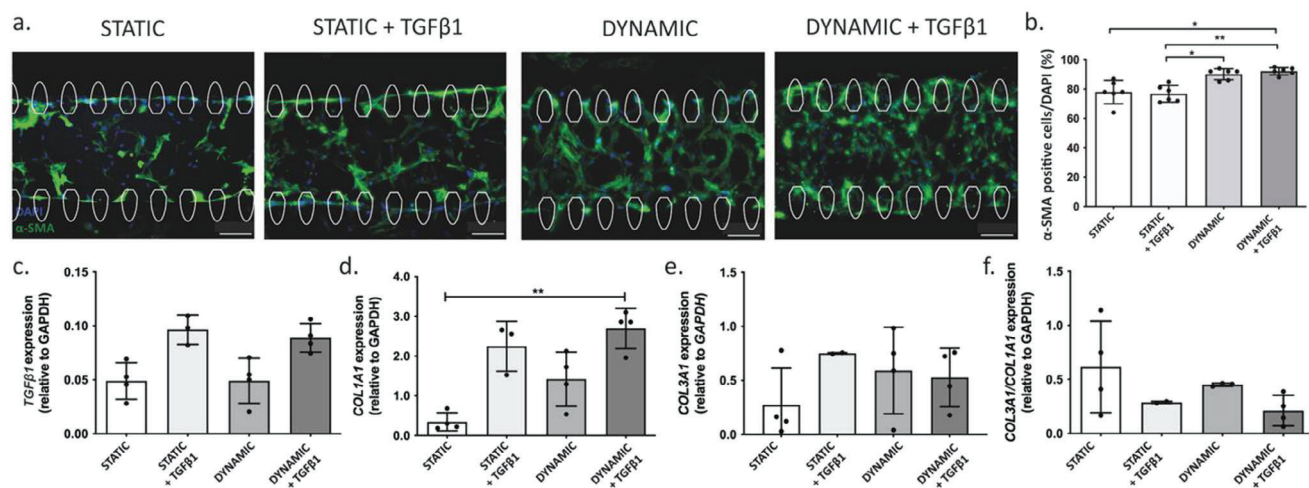 a.
STATIC
STATIC + TGFβ1
DYNAMIC
DYNAMIC + TGFβ1
DAPI
α-SMA
b.
α-SMA positive cells/DAPI (%)
100
80
60
40
20
0
*
**
*
STATIC
STATIC
+ TGFβ1
DYNAMIC
DYNAMIC
+ TGFβ1
c.
TGFβ1 expression
(relative to GAPDH)
0.15
0.10
0.05
0.00
STATIC
STATIC
+ TGFβ1
DYNAMIC
DYNAMIC
+ TGFβ1
d.
COL1A1 expression
(relative to GAPDH)
4.0
3.0
2.0
1.0
0.0
**
STATIC
STATIC
+ TGFβ1
DYNAMIC
DYNAMIC
+ TGFβ1
e.
COL3A1 expression
(relative to GAPDH)
1.5
1.0
0.5
0.0
STATIC
STATIC
+ TGFβ1
DYNAMIC
DYNAMIC
+ TGFβ1
f.
COL3A1/COL1A1 expression
(relative to GAPDH)
1.5
1.0
0.5
0.0
STATIC
STATIC
+ TGFβ1
DYNAMIC
DYNAMIC
+ TGFβ1